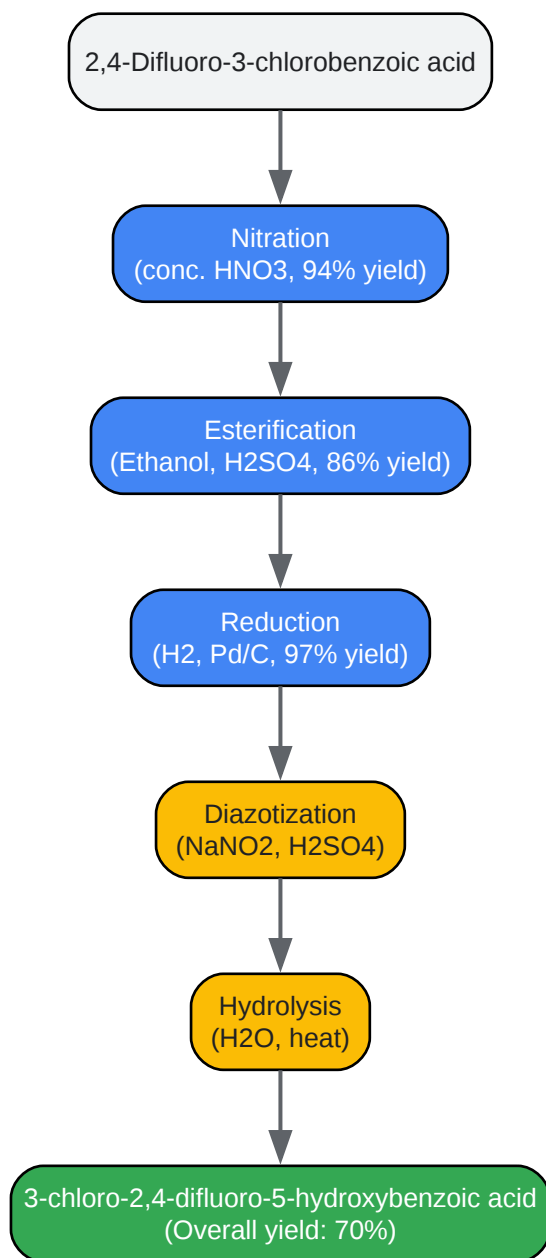 2,4-Difluoro-3-chlorobenzoic acid
Nitration
(conc. HNO3, 94% yield)
Esterification
(Ethanol, H2SO4, 86% yield)
Reduction
(H2, Pd/C, 97% yield)
Diazotization
(NaNO2, H2SO4)
Hydrolysis
(H2O, heat)
3-chloro-2,4-difluoro-5-hydroxybenzoic acid
(Overall yield: 70%)